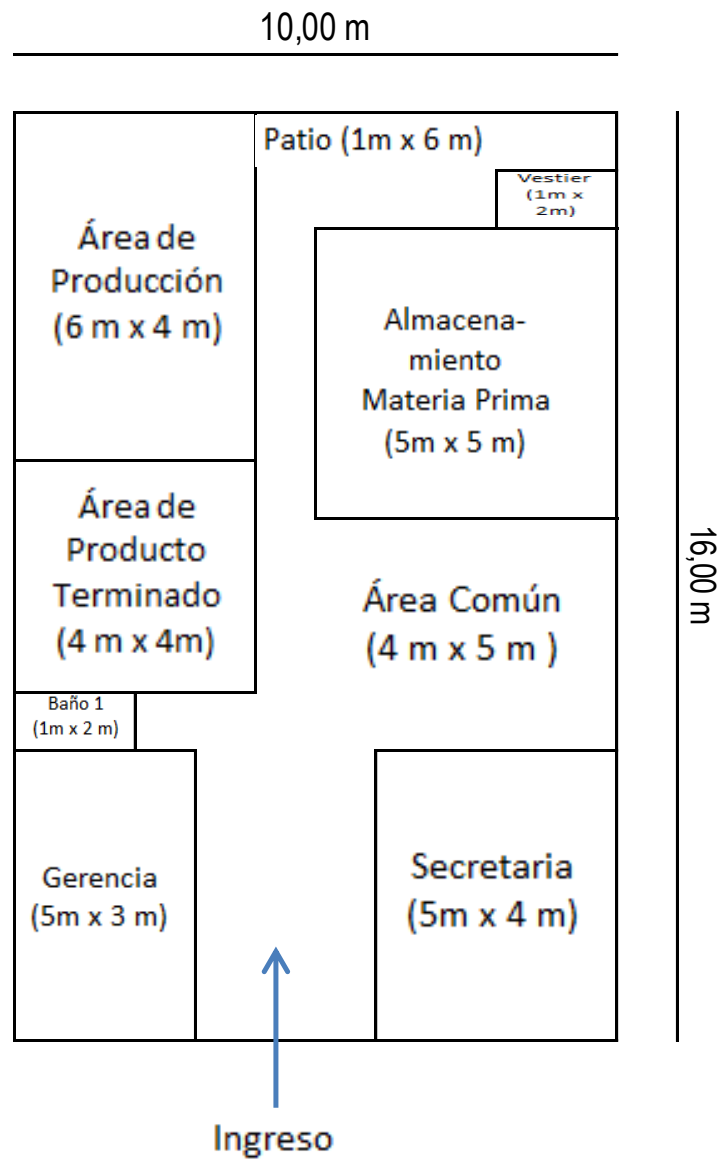 10,00 m
Patio (1m x 6 m)
Vestier
(1m x
2m)
Área de
Producción
(6 m x 4 m)
Almacena-
miento
Materia Prima
(5m x 5 m)
Área de
Producto
Terminado
(4 m x 4m)
16,00 m
Área Común
(4 m x 5 m )
Baño 1
(1m x 2 m)
Gerencia
(5m x 3 m)
Secretaria
(5m x 4 m)
Ingreso